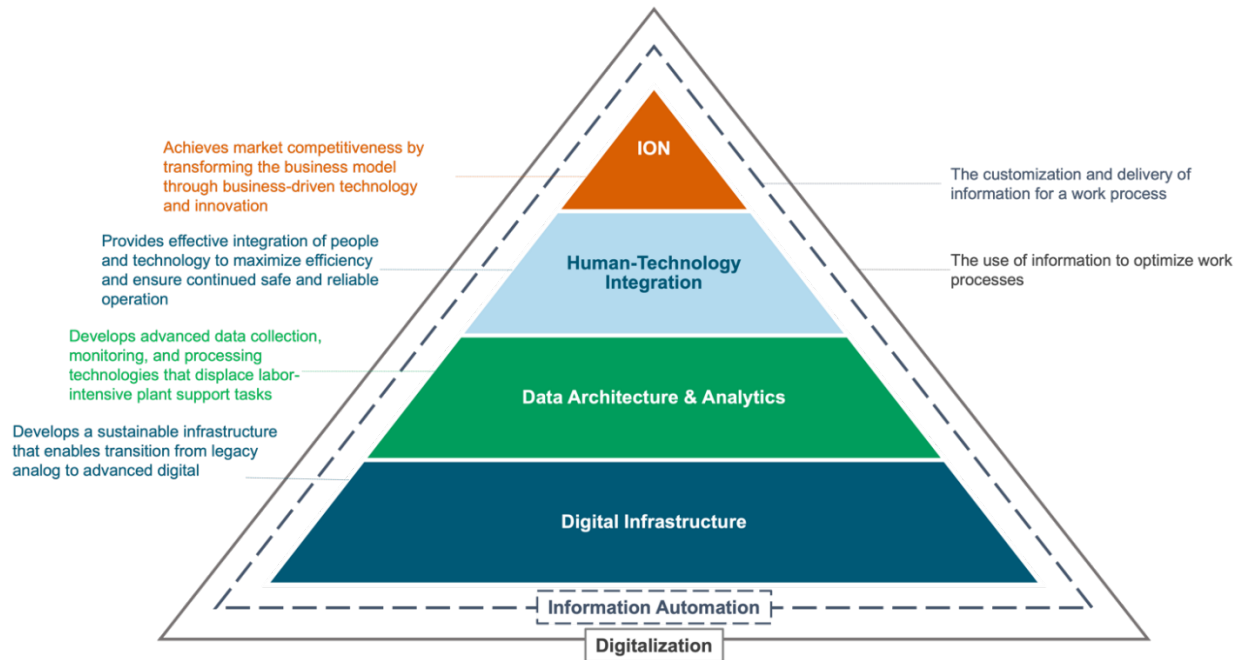 ION
Achieves market competitiveness by
transforming the business model
through business-driven technology
and innovation
The customization and delivery of
information for a work process
Provides effective integration of people
and technology to maximize efficiency
and ensure continued safe and reliable
operation
Human-Technology
Integration
The use of information to optimize work
processes
Develops advanced data collection,
monitoring, and processing
technologies that displace labor-
intensive plant support tasks
Data Architecture & Analytics
Develops a sustainable infrastructure
that enables transition from legacy
analog to advanced digital
Digital Infrastructure
Information Automation
Digitalization